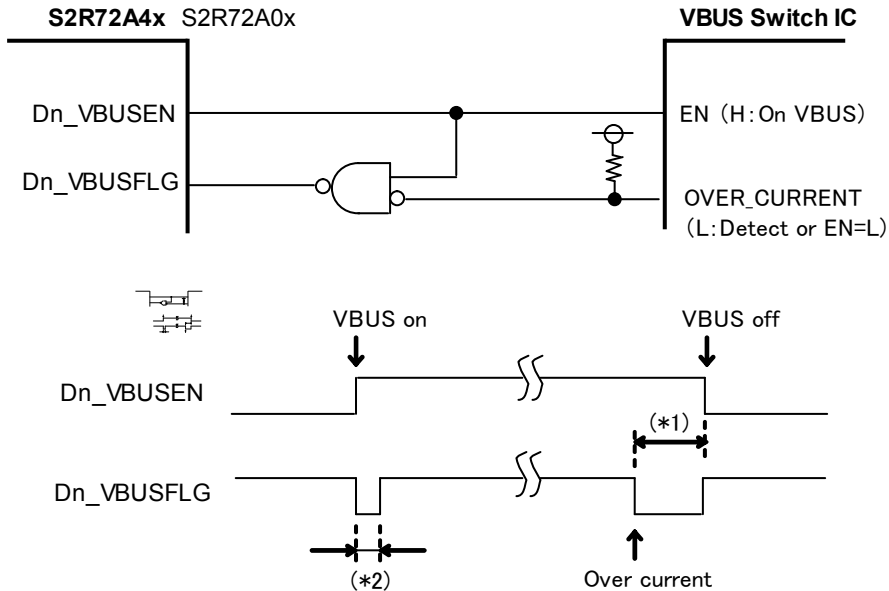 S2R72A4x S2R72A0x
VBUS Switch IC
Dn_VBUSEN
EN (H:On VBUS)
Dn_VBUSFLG
OVER_CURRENT
(L:Detect or EN=L)
VBUS on
VBUS off
Dn_VBUSEN
(*1)
Dn_VBUSFLG
(*2)
Over current